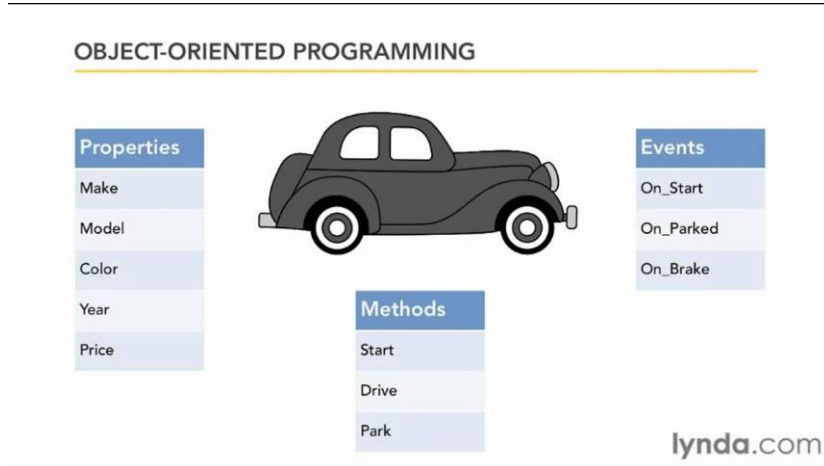 OBJECT-ORIENTED PROGRAMMING
Properties
Make
Model
Color
Year
Price
Methods
Start
Drive
Park
Events
On_Start
On_Parked
On_Brake
lynda.com